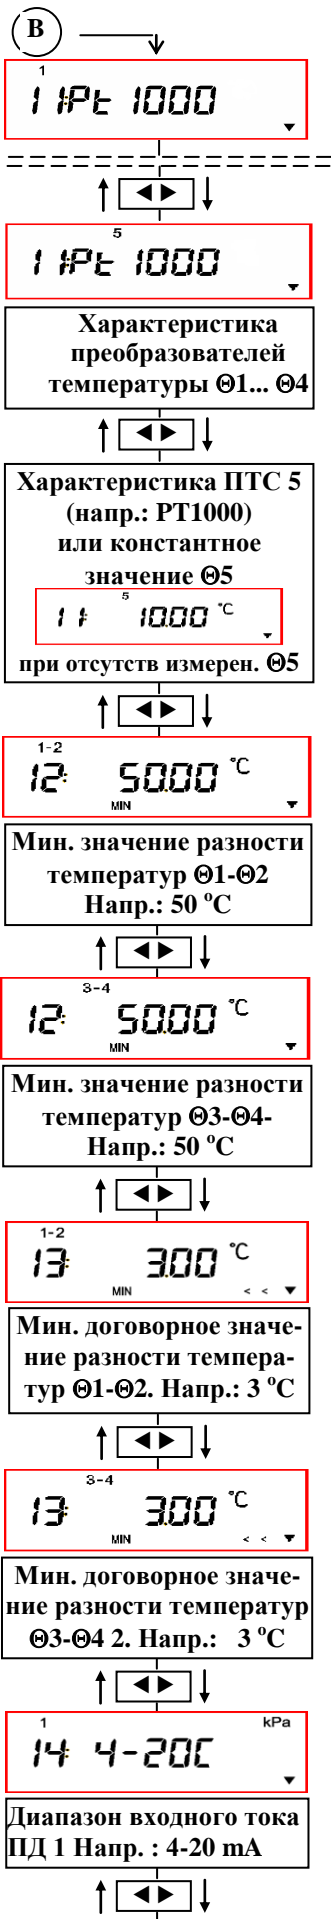 В
1
11:Pt 1000
5
11:Pt 1000
Характеристика
преобразователей
температуры Θ1... Θ4
Характеристика ПТС 5
(напр.: РТ1000)
или константное
значение Θ5
5
11: 10.00 °C
при отсутств измерен. Θ5
1-2
12: 50.00 °C
MIN
Мин. значение разности
температур Θ1-Θ2
Напр.: 50 °C
3-4
12: 50.00 °C
MIN
Мин. значение разности
температур Θ3-Θ4-
Напр.: 50 °C
1-2
13: 3.00 °C
MIN < <
Мин. договорное значе-
ние разности темпера-
тур Θ1-Θ2. Напр.: 3 °C
3-4
13: 3.00 °C
MIN < <
Мин. договорное значе-
ние разности температур
Θ3-Θ4 2. Напр.: 3 °C
1 kPa
14: 4-20C
Диапазон входного тока
ПД 1 Напр. : 4-20 mA